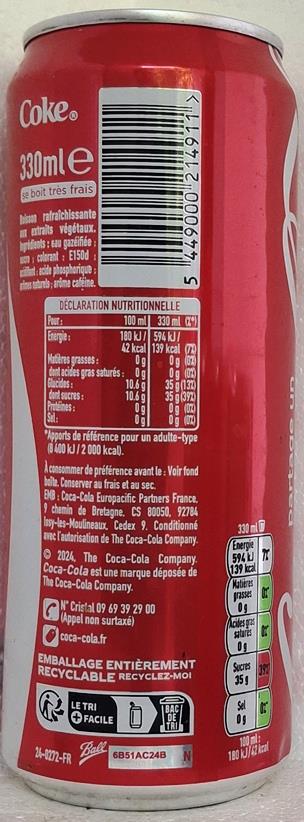 Coke®
330ml e
se boit très frais
Boisson rafraîchissante
aux extraits végétaux.
Ingrédients : eau gazéifiée ;
sucre ; colorant : E150d ;
acidifiant : acide phosphorique ;
arômes naturels ; arôme caféine.
5 449000 214911 >
DÉCLARATION NUTRITIONNELLE
Pour : 100 ml 330 ml (%*)
Energie : 180 kJ / 594 kJ /
42 kcal 139 kcal (7%)
Matières grasses : 0 g 0 g (0%)
dont acides gras saturés : 0 g 0 g (0%)
Glucides : 10.6 g 35 g (13%)
dont sucres : 10.6 g 35 g (39%)
Protéines : 0 g 0 g (0%)
Sel : 0 g 0 g (0%)
*Apports de référence pour un adulte-type
(8 400 kJ / 2 000 kcal).
À consommer de préférence avant le : Voir fond
boîte. Conserver au frais et au sec.
EMB : Coca-Cola Europacific Partners France,
9 chemin de Bretagne, CS 80050, 92784
Issy-les-Moulineaux, Cedex 9. Conditionné
avec l'autorisation de The Coca-Cola Company.
© 2024, The Coca-Cola Company.
Coca-Cola est une marque déposée de
The Coca-Cola Company.
N° Cristal 09 69 39 29 00
(Appel non surtaxé)
coca-cola.fr
EMBALLAGE ENTIÈREMENT
RECYCLABLE RECYCLEZ-MOI
LE TRI
+ FACILE
BAC
DE
TRI
24-0272-FR
Ball
6B51AC24B
N
330 ml
Energie
594 kJ
139 kcal
7%
Matières
grasses
0 g
0%
Acides gras
saturés
0 g
0%
Sucres
35 g
39%
Sel
0 g
0%
100 ml :
180 kJ / 42 kcal
Partage un